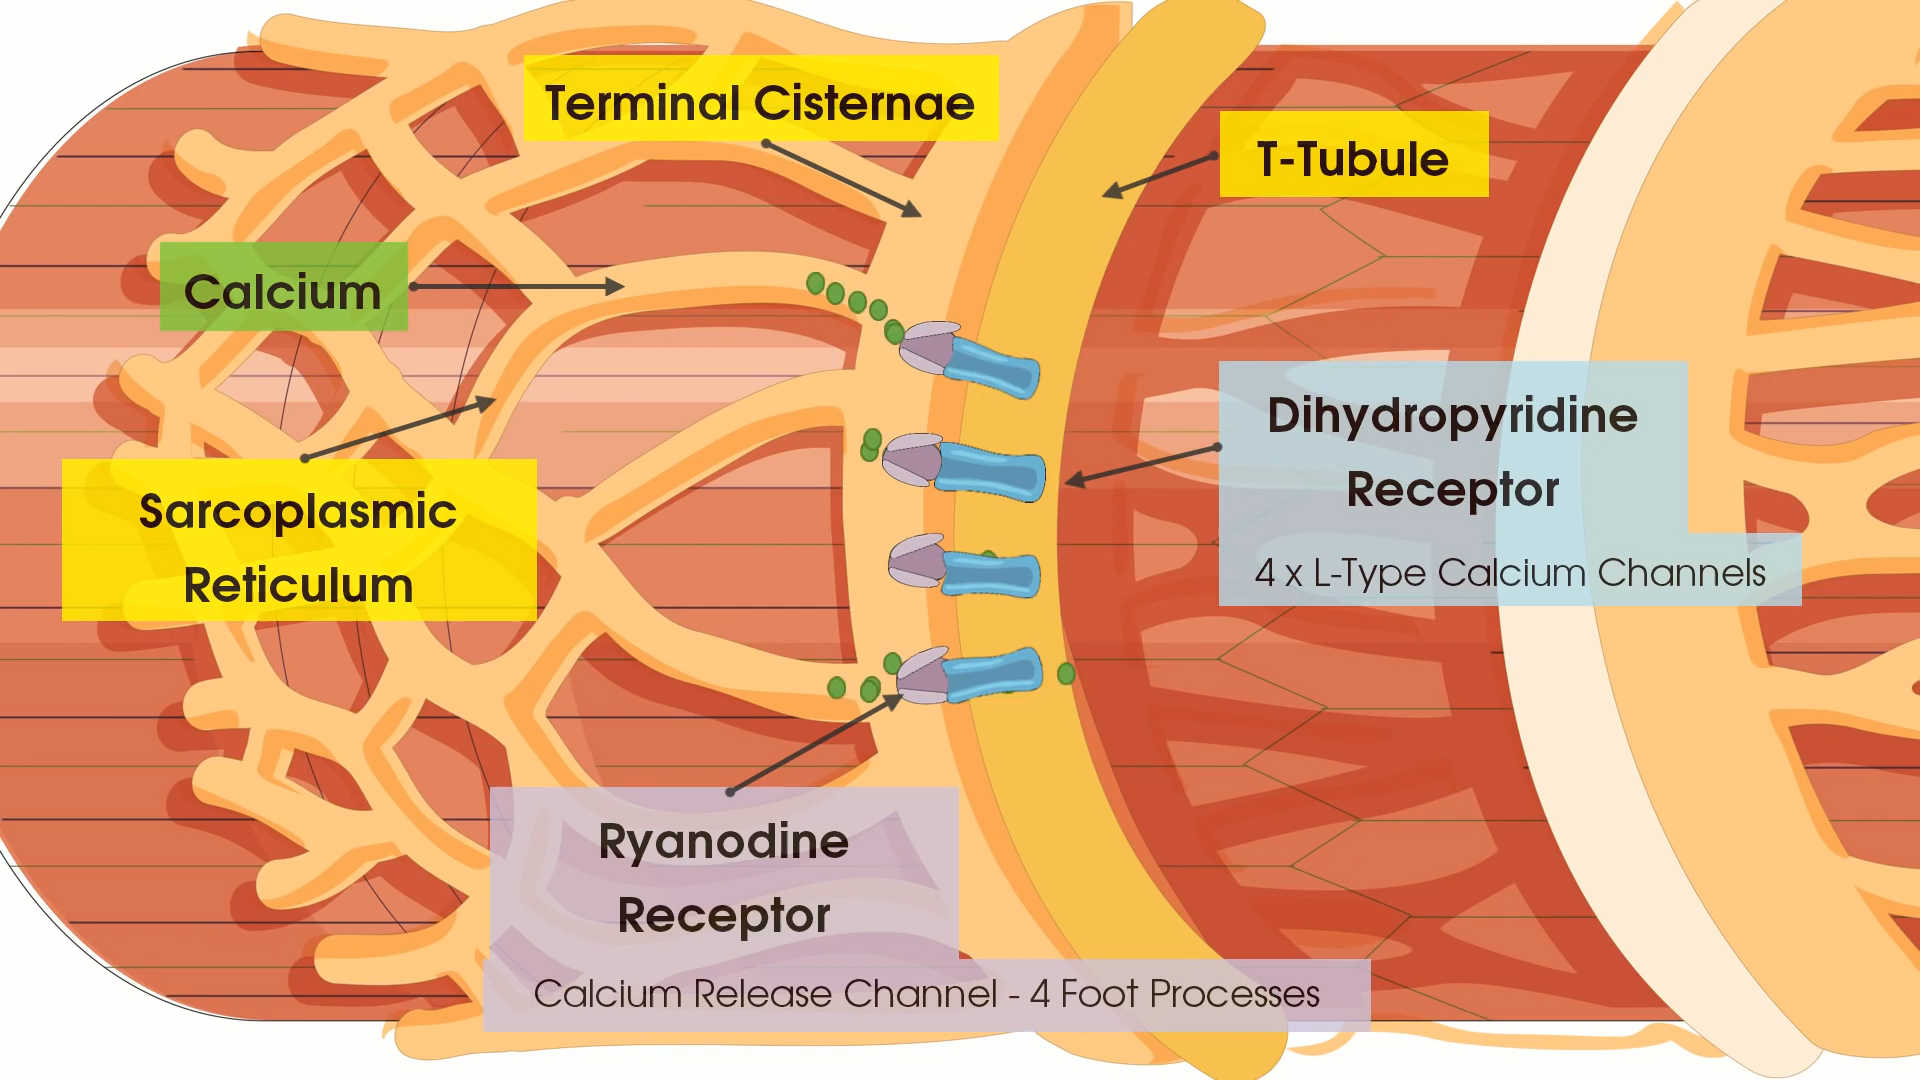 Terminal Cisternae
T-Tubule
Calcium
Dihydropyridine
Receptor
4 x L-Type Calcium Channels
Sarcoplasmic
Reticulum
Ryanodine
Receptor
Calcium Release Channel - 4 Foot Processes